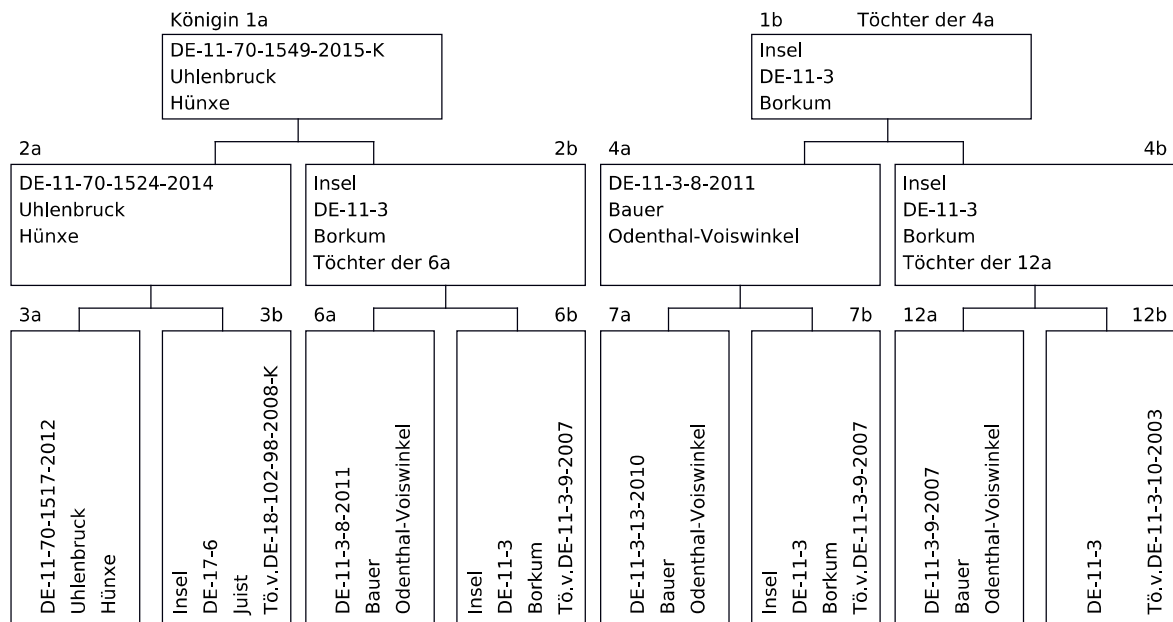 Königin 1a
DE-11-70-1549-2015-K
Uhlenbruck
Hünxe
1b Töchter der 4a
Insel
DE-11-3
Borkum
2a
DE-11-70-1524-2014
Uhlenbruck
Hünxe
2b
Insel
DE-11-3
Borkum
Töchter der 6a
4a
DE-11-3-8-2011
Bauer
Odenthal-Voiswinkel
4b
Insel
DE-11-3
Borkum
Töchter der 12a
3a
DE-11-70-1517-2012
Uhlenbruck
Hünxe
3b
Insel
DE-17-6
Juist
Tö.v.DE-18-102-98-2008-K
6a
DE-11-3-8-2011
Bauer
Odenthal-Voiswinkel
6b
Insel
DE-11-3
Borkum
Tö.v.DE-11-3-9-2007
7a
DE-11-3-13-2010
Bauer
Odenthal-Voiswinkel
7b
Insel
DE-11-3
Borkum
Tö.v.DE-11-3-9-2007
12a
DE-11-3-9-2007
Bauer
Odenthal-Voiswinkel
12b
DE-11-3
Tö.v.DE-11-3-10-2003